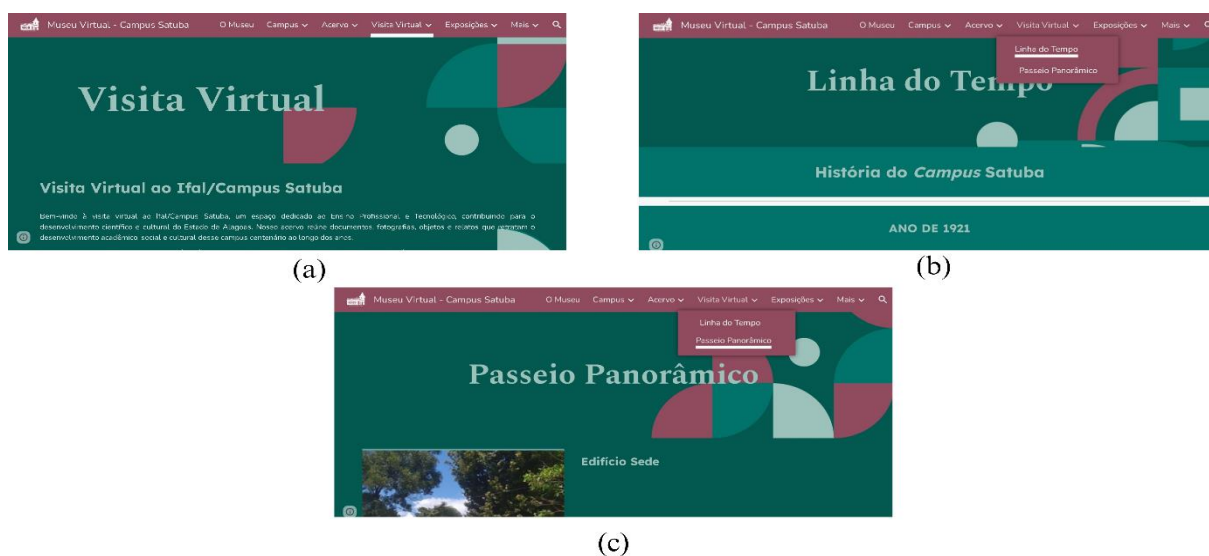 Museu Virtual - Campus Satuba O Museu Campus Acervo Visita Virtual Exposições Mais
Visita Virtual
Visita Virtual ao Ifal/Campus Satuba
Bem-vindo à visita virtual ao Ifal/Campus Satuba, um espaço dedicado ao Ensino Profissional e Tecnológico, contribuindo para o
desenvolvimento científico e cultural do Estado de Alagoas. Nosso acervo reúne documentos, fotografias, objetos e relatos que retratam o
desenvolvimento acadêmico, social e cultural desse campus centenário ao longo dos anos.
(a)
Museu Virtual - Campus Satuba O Museu Campus Acervo Visita Virtual Exposições Mais
Linha do Tempo
Passeio Panorâmico
Linha do Tempo
História do Campus Satuba
ANO DE 1921
(b)
Museu Virtual - Campus Satuba O Museu Campus Acervo Visita Virtual Exposições Mais
Linha do Tempo
Passeio Panorâmico
Passeio Panorâmico
Edifício Sede
(c)